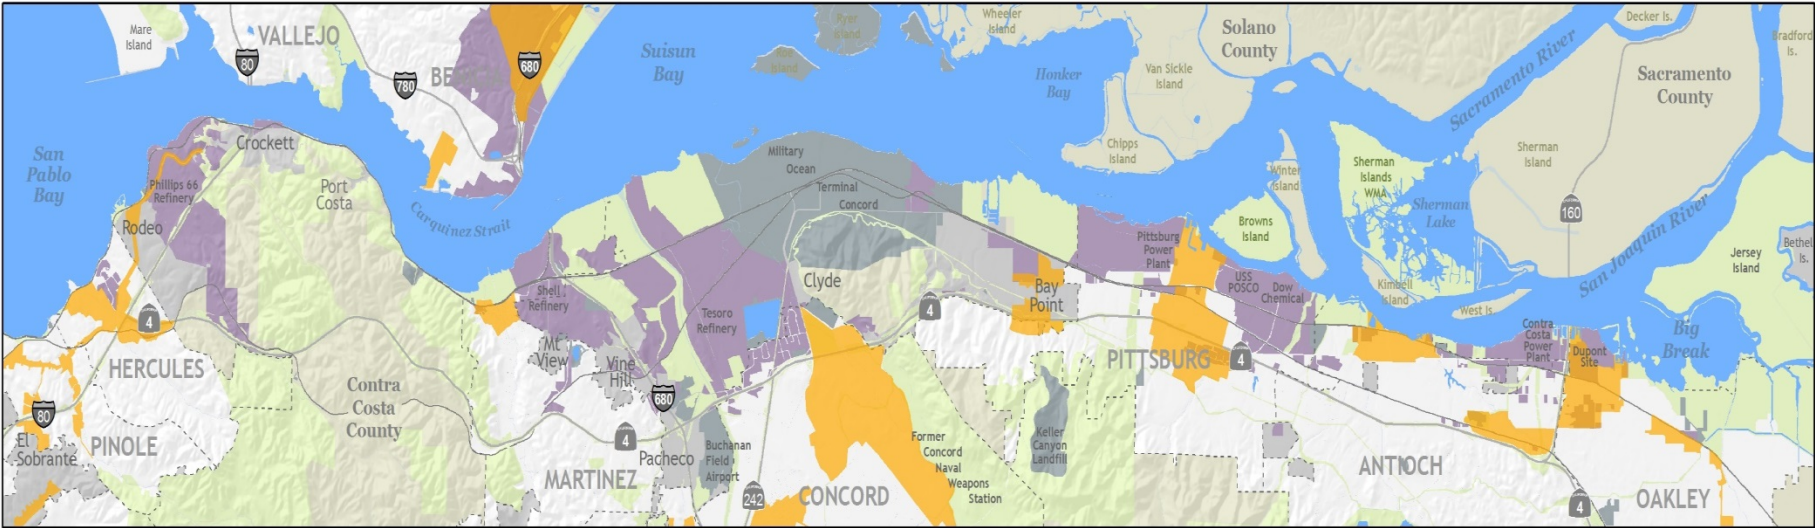 Mare
Island
VALLEJO
80
780
680
Suisun
Bay
Ryer
Island
Wheeler
Island
Honker
Bay
Van Sickle
Island
Solano
County
Decker Is.
Sacramento River
Sacramento
County
Bradford
Is.
San
Pablo
Bay
Crockett
Phillips 66
Refinery
Port
Costa
Rodeo
Carquinez Strait
Military
Ocean
Terminal
Concord
Chipps
Island
Winter
Island
Sherman
Islands
WMA
Sherman
Island
Sherman
Lake
160
San Joaquin River
Browns
Island
Kimbell
Island
West Is
Jersey
Island
Bethel
Is.
Big
Break
4
HERCULES
80
El
Sobrante
PINOLE
Contra
Costa
County
Shell
Refinery
Mt
View
Vine
Hill
680
4
MARTINEZ
Pacheco
Tesoro
Refinery
Clyde
4
Bay
Point
Buchanan
Field
Airport
242
CONCORD
Former
Concord
Naval
Weapons
Station
Keller
Canyon
Landfill
Pittsburg
Power
Plant
USS
POSCO
Dow
Chemical
PITTSBURG
4
Contra
Costa
Power
Plant
Dupont
Site
ANTIOCH
4
OAKLEY